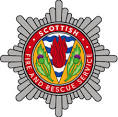 SCOTTISH
FIRE AND RESCUE SERVICE